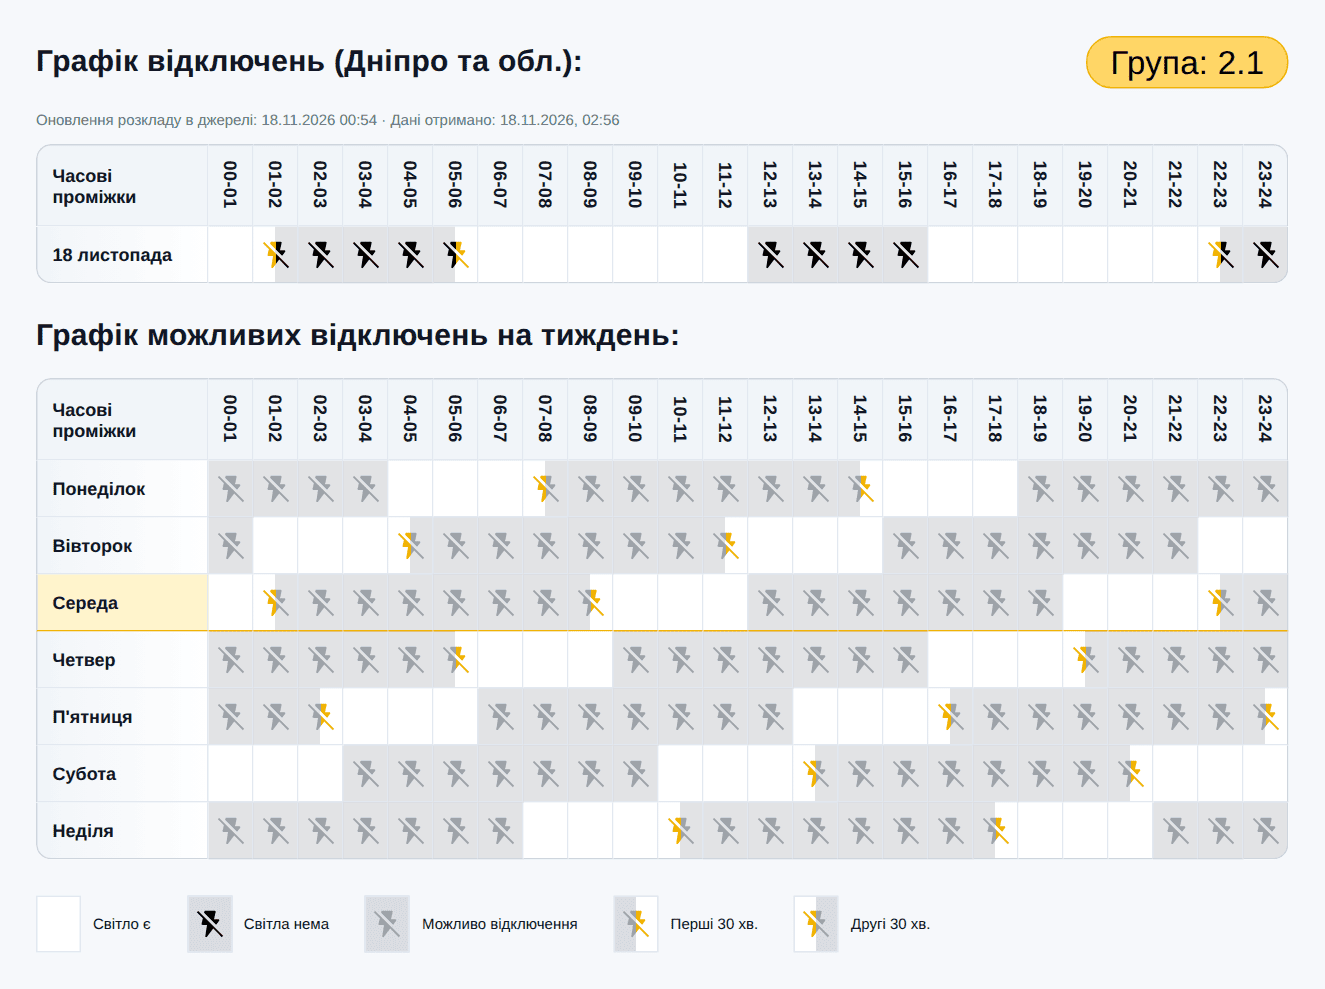 Графік відключень (Дніпро та обл.):
Група: 2.1
Оновлення розкладу в джерелі: 18.11.2026 00:54 · Дані отримано: 18.11.2026, 02:56
Часові проміжки 00-01 01-02 02-03 03-04 04-05 05-06 06-07 07-08 08-09 09-10 10-11 11-12 12-13 13-14 14-15 15-16 16-17 17-18 18-19 19-20 20-21 21-22 22-23 23-24
18 листопада
Графік можливих відключень на тиждень:
Часові проміжки 00-01 01-02 02-03 03-04 04-05 05-06 06-07 07-08 08-09 09-10 10-11 11-12 12-13 13-14 14-15 15-16 16-17 17-18 18-19 19-20 20-21 21-22 22-23 23-24
Понеділок
Вівторок
Середа
Четвер
П'ятниця
Субота
Неділя
Світло є Світла нема Можливо відключення Перші 30 хв. Другі 30 хв.